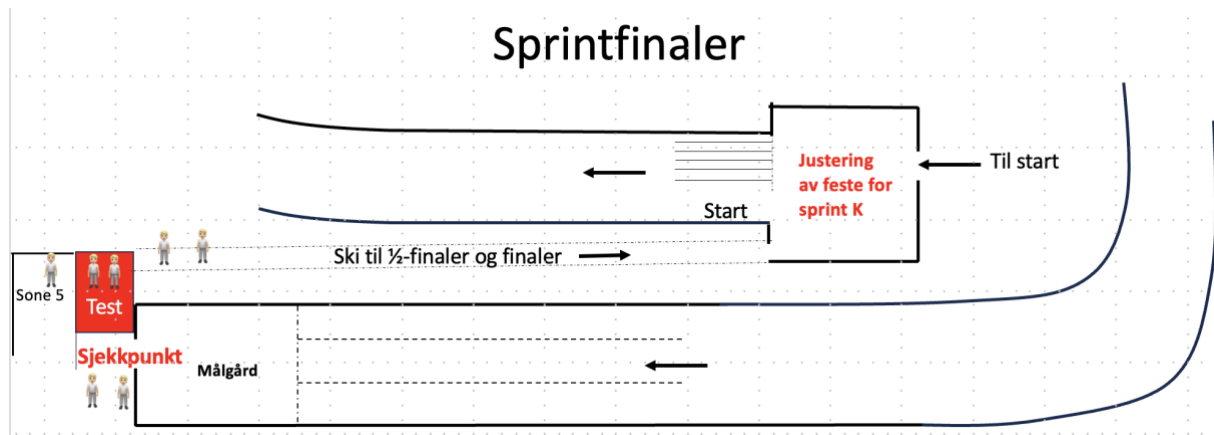 Sprintfinaler
Justering
av feste for
sprint K
Til start
Start
Ski til ½-finaler og finaler
Sone 5
Test
Sjekkpunkt
Målgård